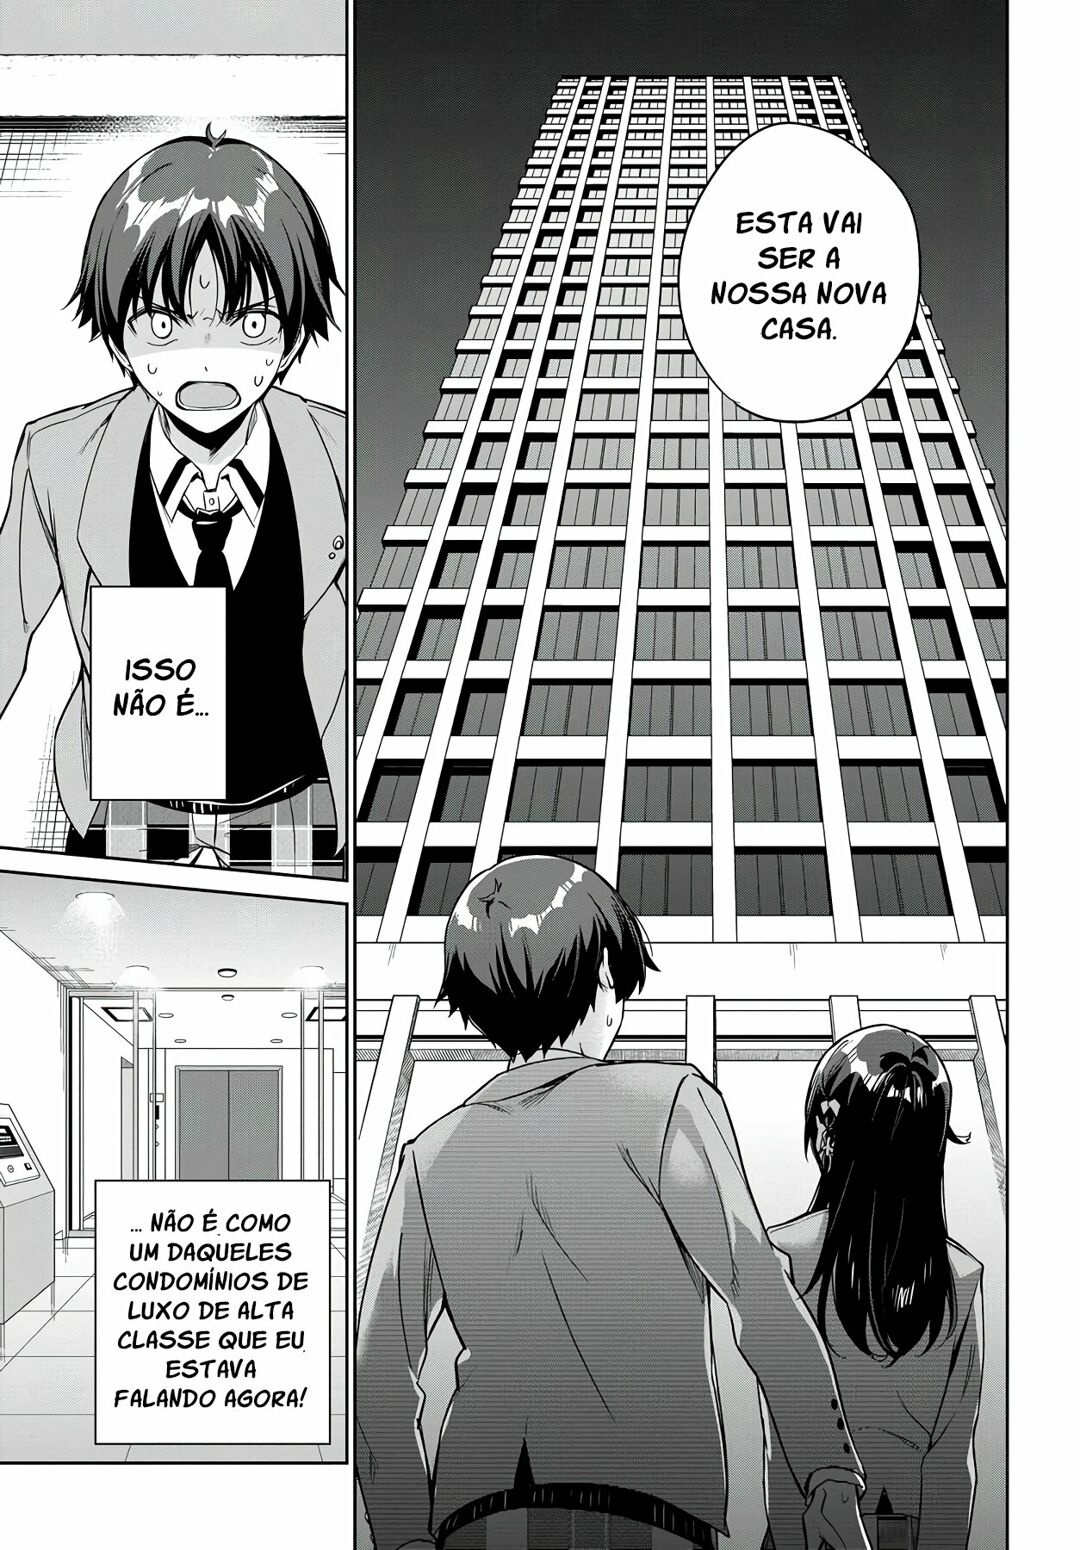 ESTA VAI
SER A
NOSSA NOVA
CASA.
ISSO
NÃO É...
... NÃO É COMO
UM DAQUELES
CONDOMÍNIOS DE
LUXO DE ALTA
CLASSE QUE EU
ESTAVA
FALANDO AGORA!